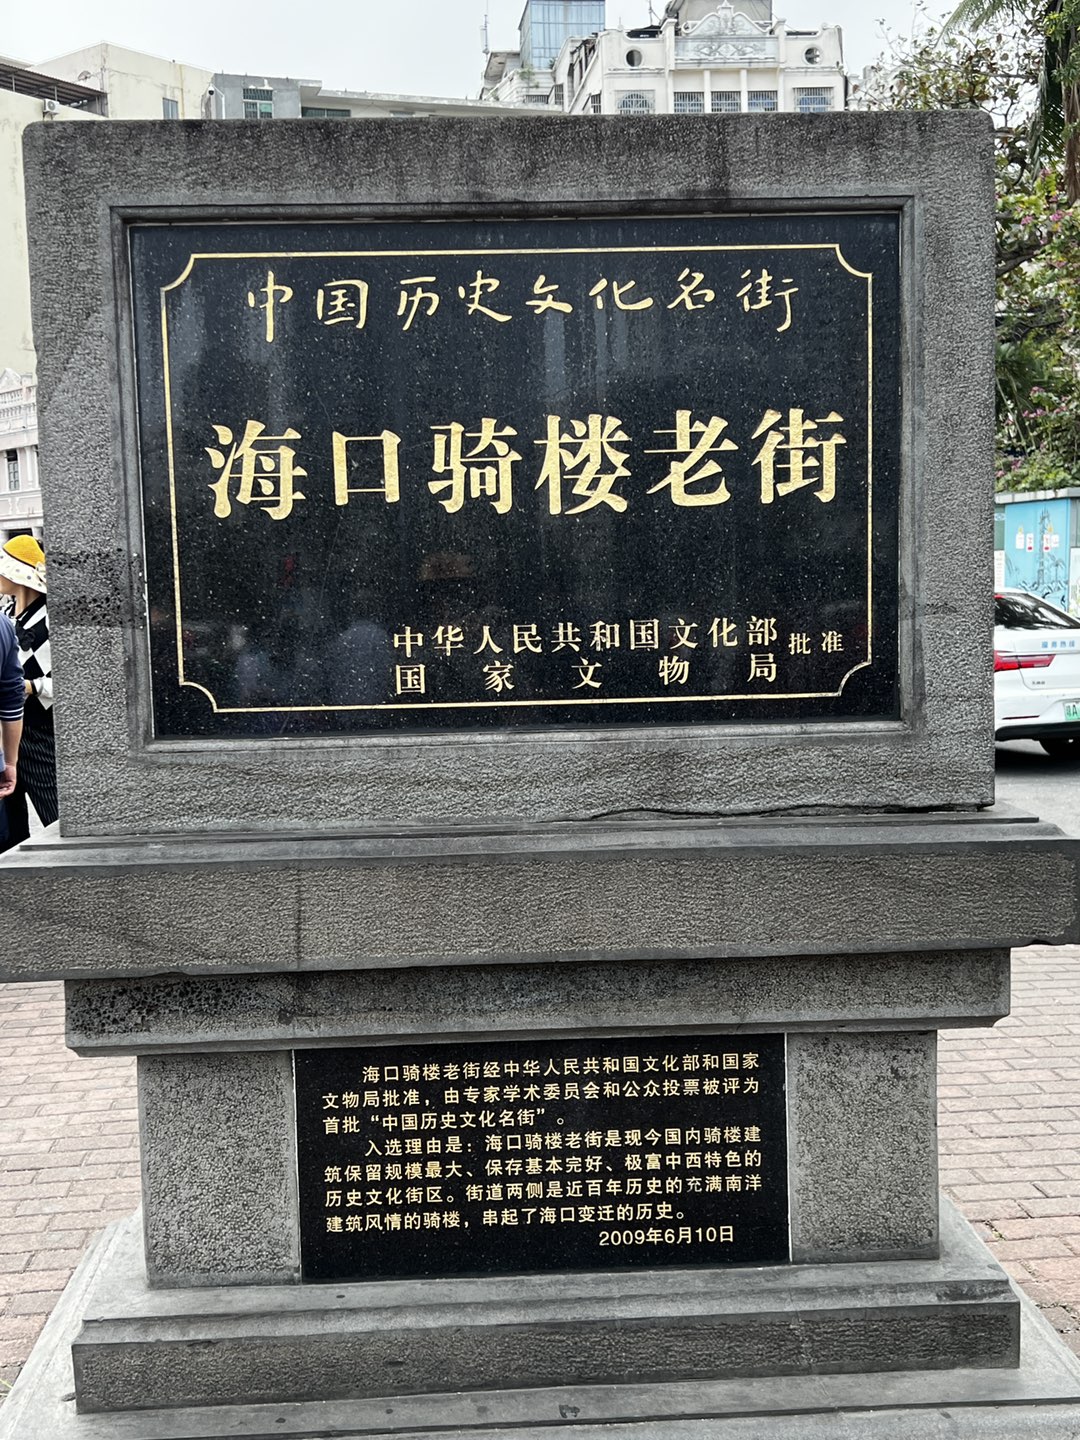 中国历史文化名街
海口骑楼老街
中华人民共和国文化部
国家文物局
批准
海口骑楼老街经中华人民共和国文化部和国家
文物局批准，由专家学术委员会和公众投票被评为
首批“中国历史文化名街”。
入选理由是：海口骑楼老街是现今国内骑楼建
筑保留规模最大、保存基本完好、极富中西特色的
历史文化街区。街道两侧是近百年历史的充满南洋
建筑风情的骑楼，串起了海口变迁的历史。
2009年6月10日
服务热线